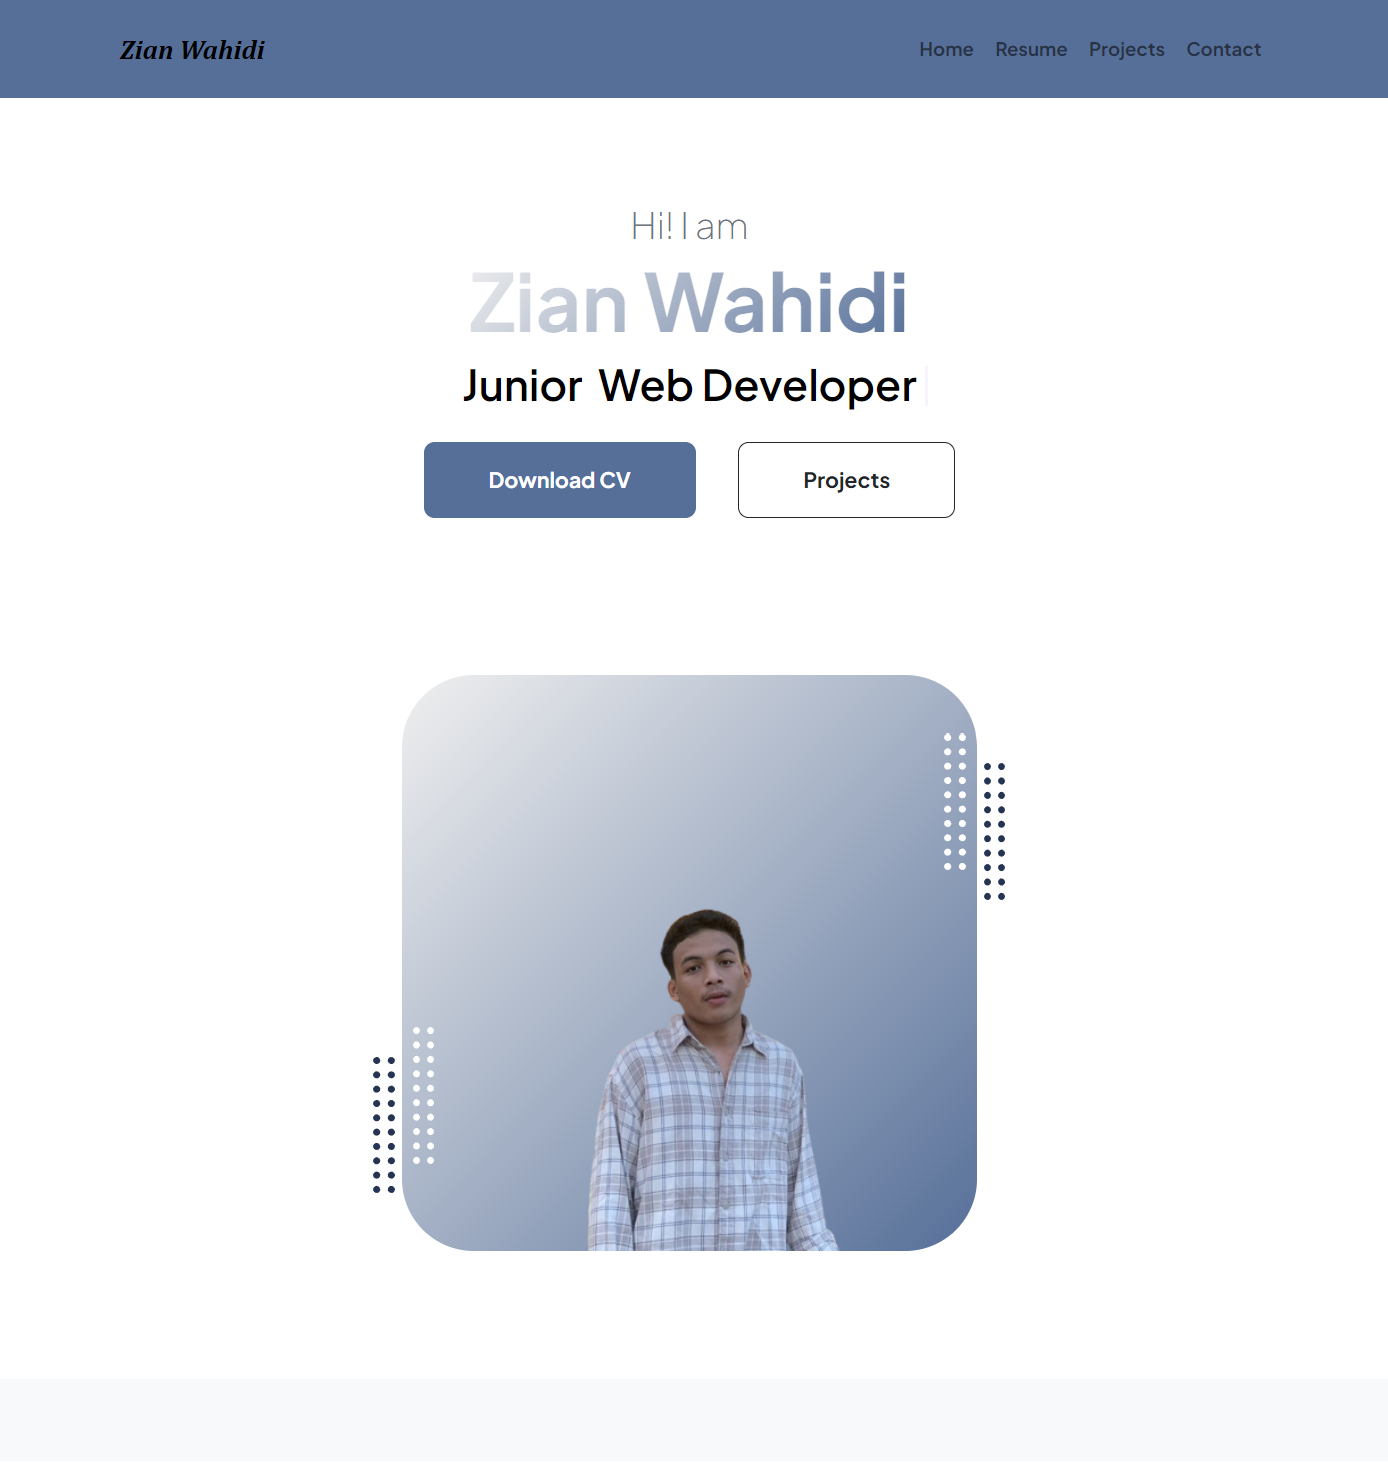 Zian Wahidi
Home Resume Projects Contact
Hi! I am
Zian Wahidi
Junior Web Developer
Download CV
Projects